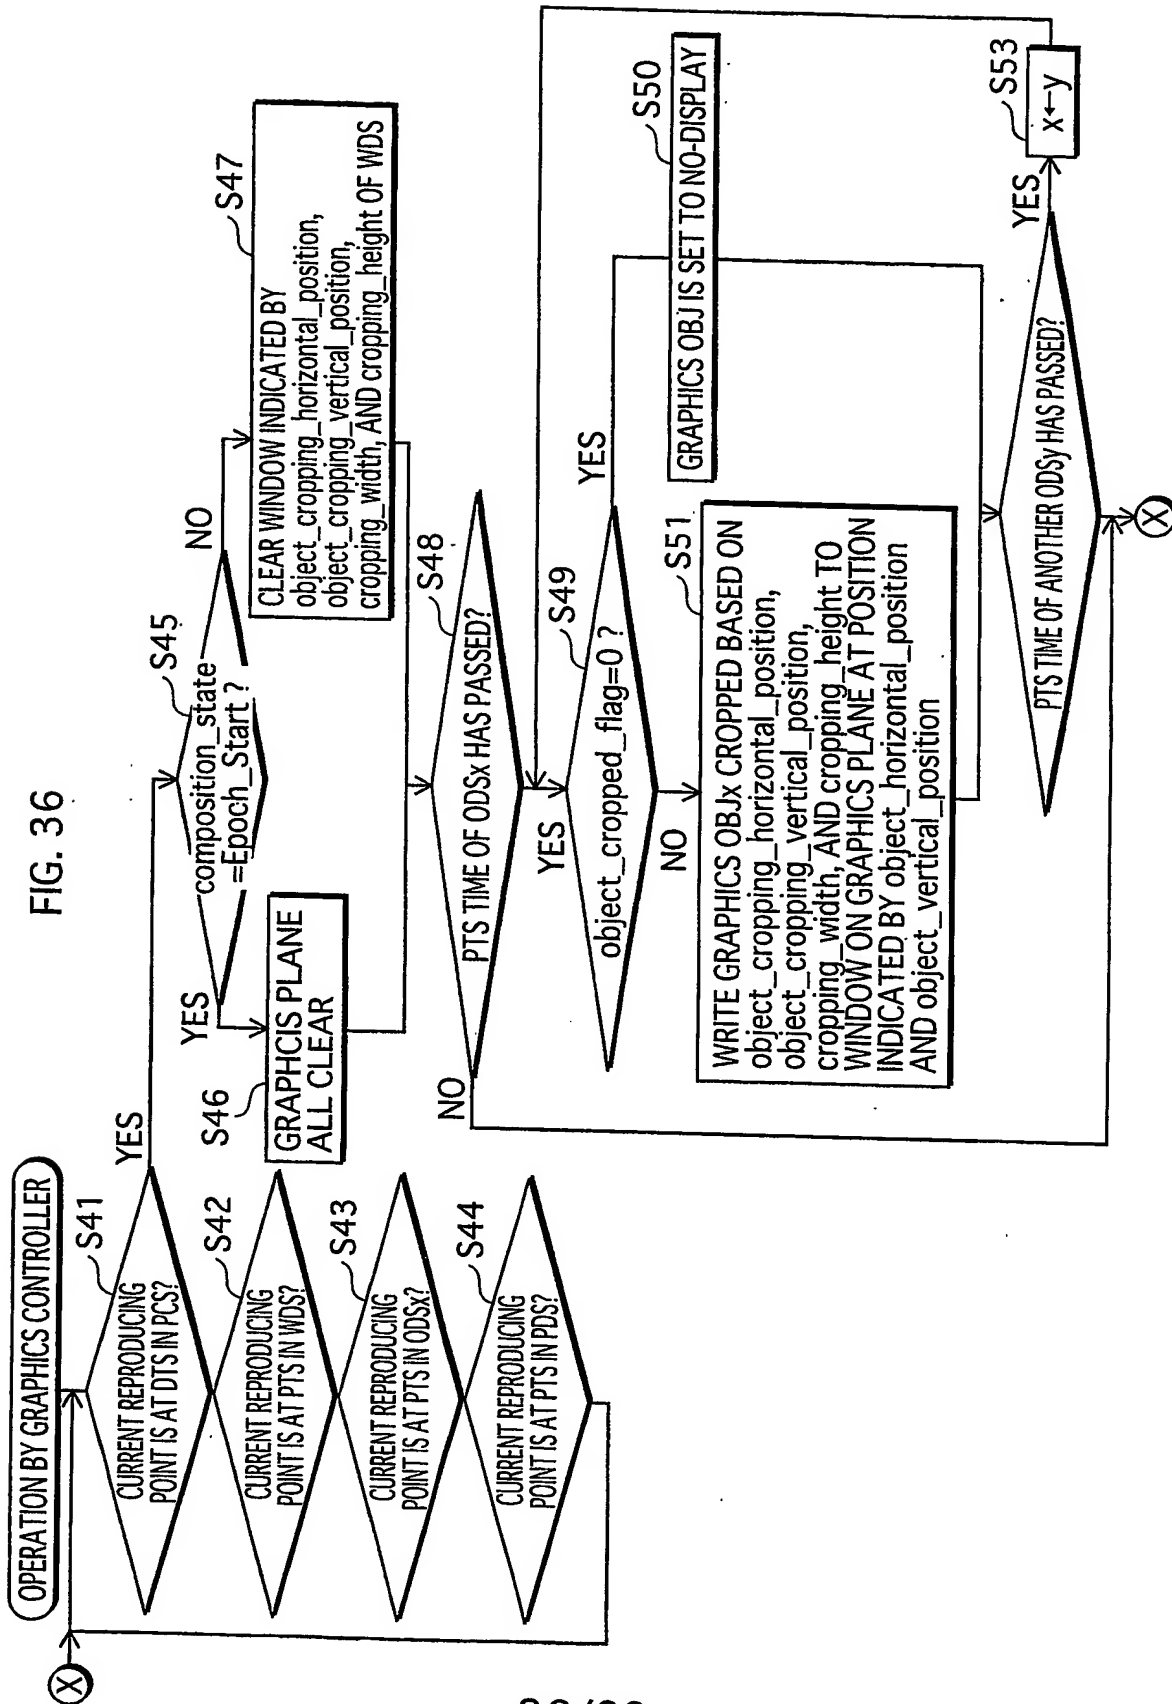 FIG. 36
OPERATION BY GRAPHICS CONTROLLER
X
S41
CURRENT REPRODUCING
POINT IS AT DTS IN PCS?
YES
S42
CURRENT REPRODUCING
POINT IS AT PTS IN WDS?
S43
CURRENT REPRODUCING
POINT IS AT PTS IN ODSx?
S44
CURRENT REPRODUCING
POINT IS AT PTS IN PDS?
S45
composition_state
=Epoch_Start ?
YES
NO
S46
GRAPHCIS PLANE
ALL CLEAR
S47
CLEAR WINDOW INDICATED BY
object_cropping_horizontal_position,
object_cropping_vertical_position,
cropping_width, AND cropping_height OF WDS
S48
PTS TIME OF ODSx HAS PASSED?
NO
YES
S49
object_cropped_flag=0 ?
YES
NO
S50
GRAPHICS OBJ IS SET TO NO-DISPLAY
S51
WRITE GRAPHICS OBJx CROPPED BASED ON
object_cropping_horizontal_position,
object_cropping_vertical_position,
cropping_width, AND cropping_height TO
WINDOW ON GRAPHICS PLANE AT POSITION
INDICATED BY object_horizontal_position
AND object_vertical_position
PTS TIME OF ANOTHER ODSy HAS PASSED?
YES
S53
x←y
X